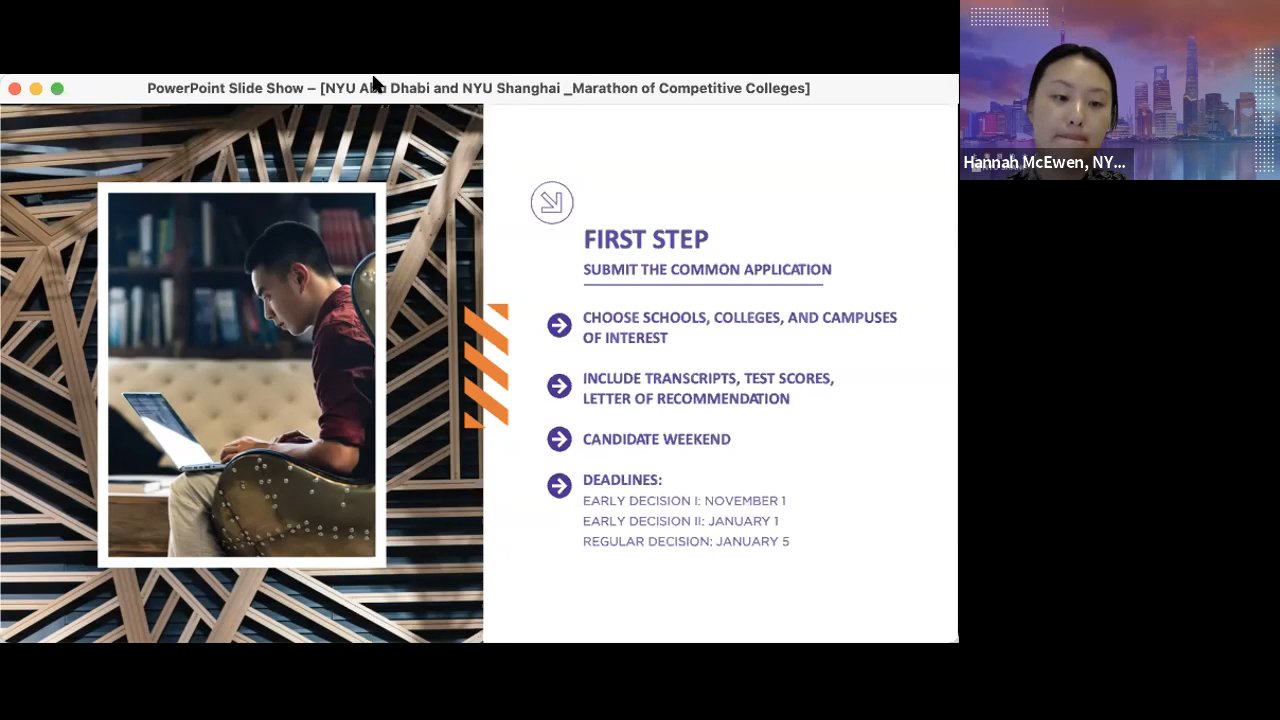 PowerPoint Slide Show – [NYU Abu Dhabi and NYU Shanghai _Marathon of Competitive Colleges]
Hannah McEwen, NY...
FIRST STEP
SUBMIT THE COMMON APPLICATION
CHOOSE SCHOOLS, COLLEGES, AND CAMPUSES
OF INTEREST
INCLUDE TRANSCRIPTS, TEST SCORES,
LETTER OF RECOMMENDATION
CANDIDATE WEEKEND
DEADLINES:
EARLY DECISION I: NOVEMBER 1
EARLY DECISION II: JANUARY 1
REGULAR DECISION: JANUARY 5